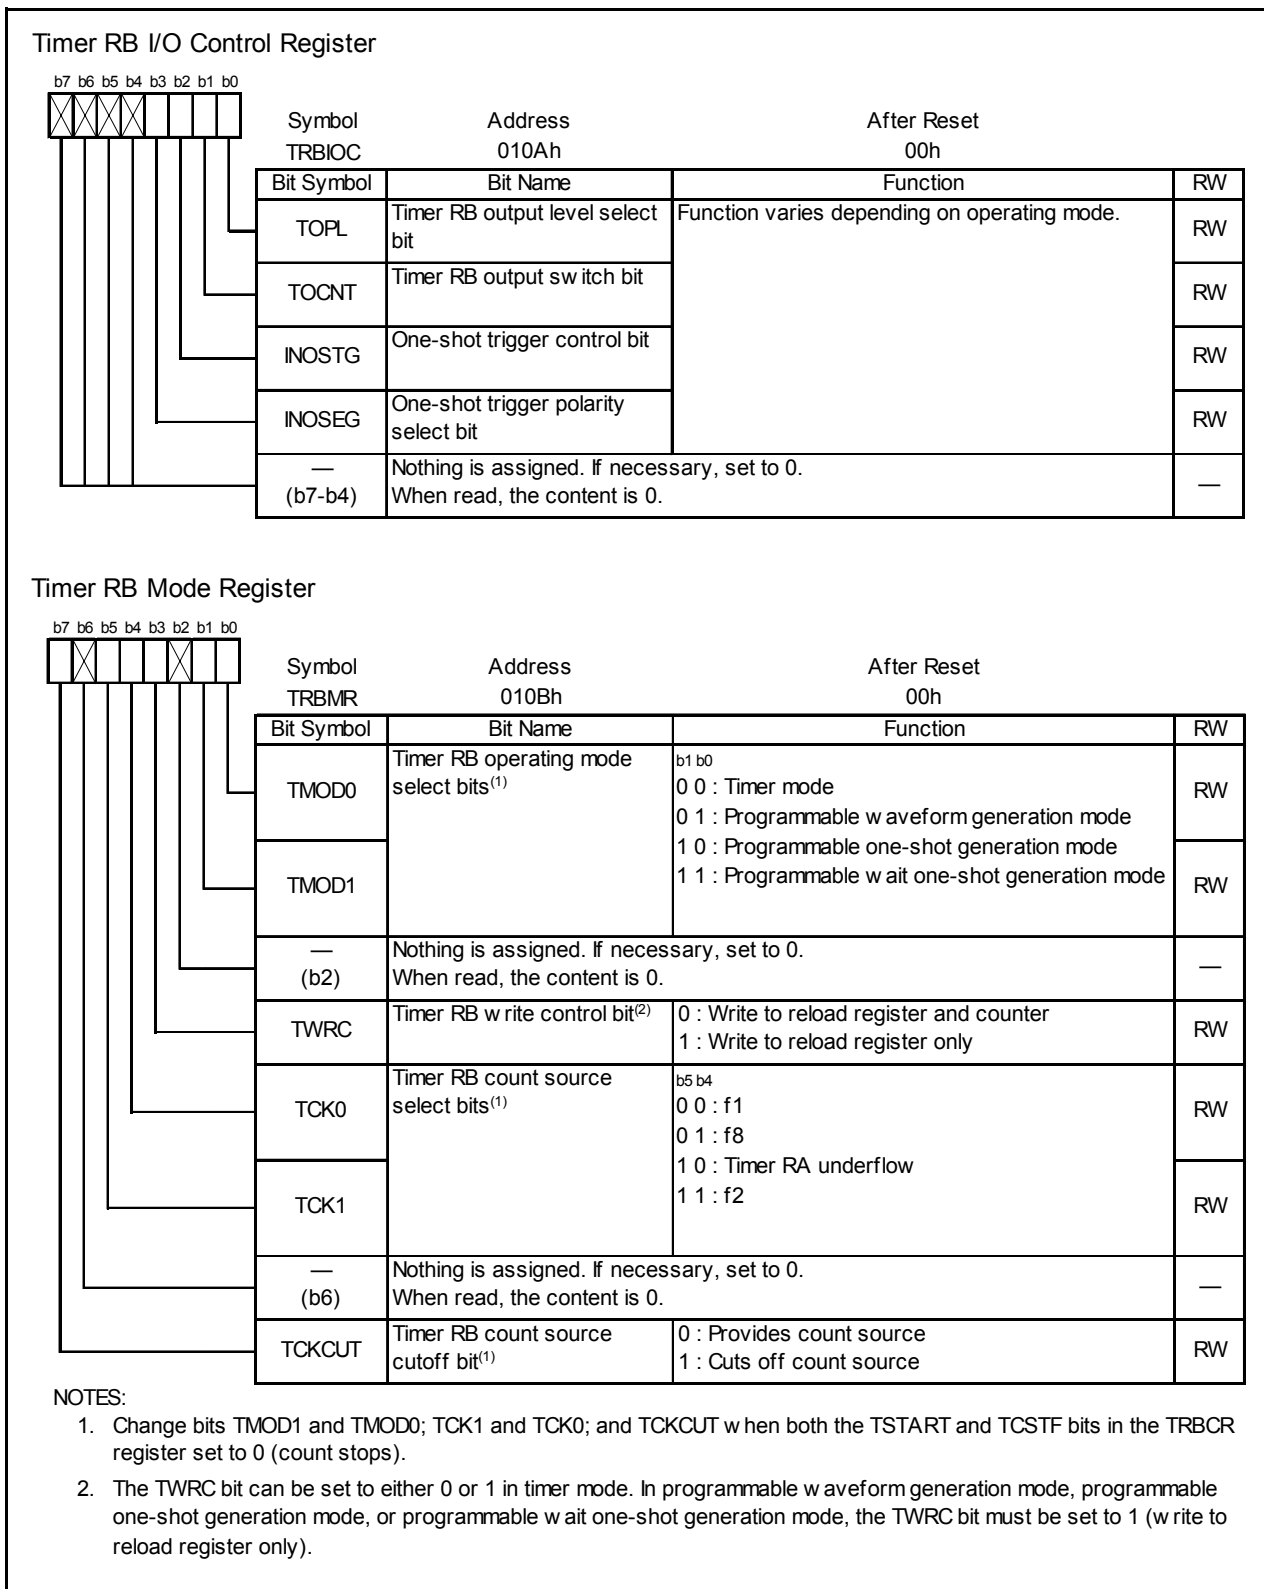 Timer RB I/O Control Register
b7 b6 b5 b4 b3 b2 b1 b0
Symbol Address After Reset
TRBIOC 010Ah 00h
Bit Symbol Bit Name Function RW
TOPL Timer RB output level select bit Function varies depending on operating mode. RW
TOCNT Timer RB output switch bit RW
INOSTG One-shot trigger control bit RW
INOSEG One-shot trigger polarity select bit RW
— (b7-b4) Nothing is assigned. If necessary, set to 0.
When read, the content is 0. —
Timer RB Mode Register
b7 b6 b5 b4 b3 b2 b1 b0
Symbol Address After Reset
TRBMR 010Bh 00h
Bit Symbol Bit Name Function RW
TMOD0 Timer RB operating mode select bits(1) b1 b0 RW
0 0 : Timer mode
0 1 : Programmable waveform generation mode
1 0 : Programmable one-shot generation mode
TMOD1 1 1 : Programmable wait one-shot generation mode RW
— (b2) Nothing is assigned. If necessary, set to 0.
When read, the content is 0. —
TWRC Timer RB write control bit(2) 0 : Write to reload register and counter RW
1 : Write to reload register only
TCK0 Timer RB count source select bits(1) b5 b4 RW
0 0 : f1
0 1 : f8
1 0 : Timer RA underflow
TCK1 1 1 : f2 RW
— (b6) Nothing is assigned. If necessary, set to 0.
When read, the content is 0. —
TCKCUT Timer RB count source cutoff bit(1) 0 : Provides count source RW
1 : Cuts off count source
NOTES:
1. Change bits TMOD1 and TMOD0; TCK1 and TCK0; and TCKCUT when both the TSTART and TCSTF bits in the TRBCR
register set to 0 (count stops).
2. The TWRC bit can be set to either 0 or 1 in timer mode. In programmable waveform generation mode, programmable
one-shot generation mode, or programmable wait one-shot generation mode, the TWRC bit must be set to 1 (write to
reload register only).